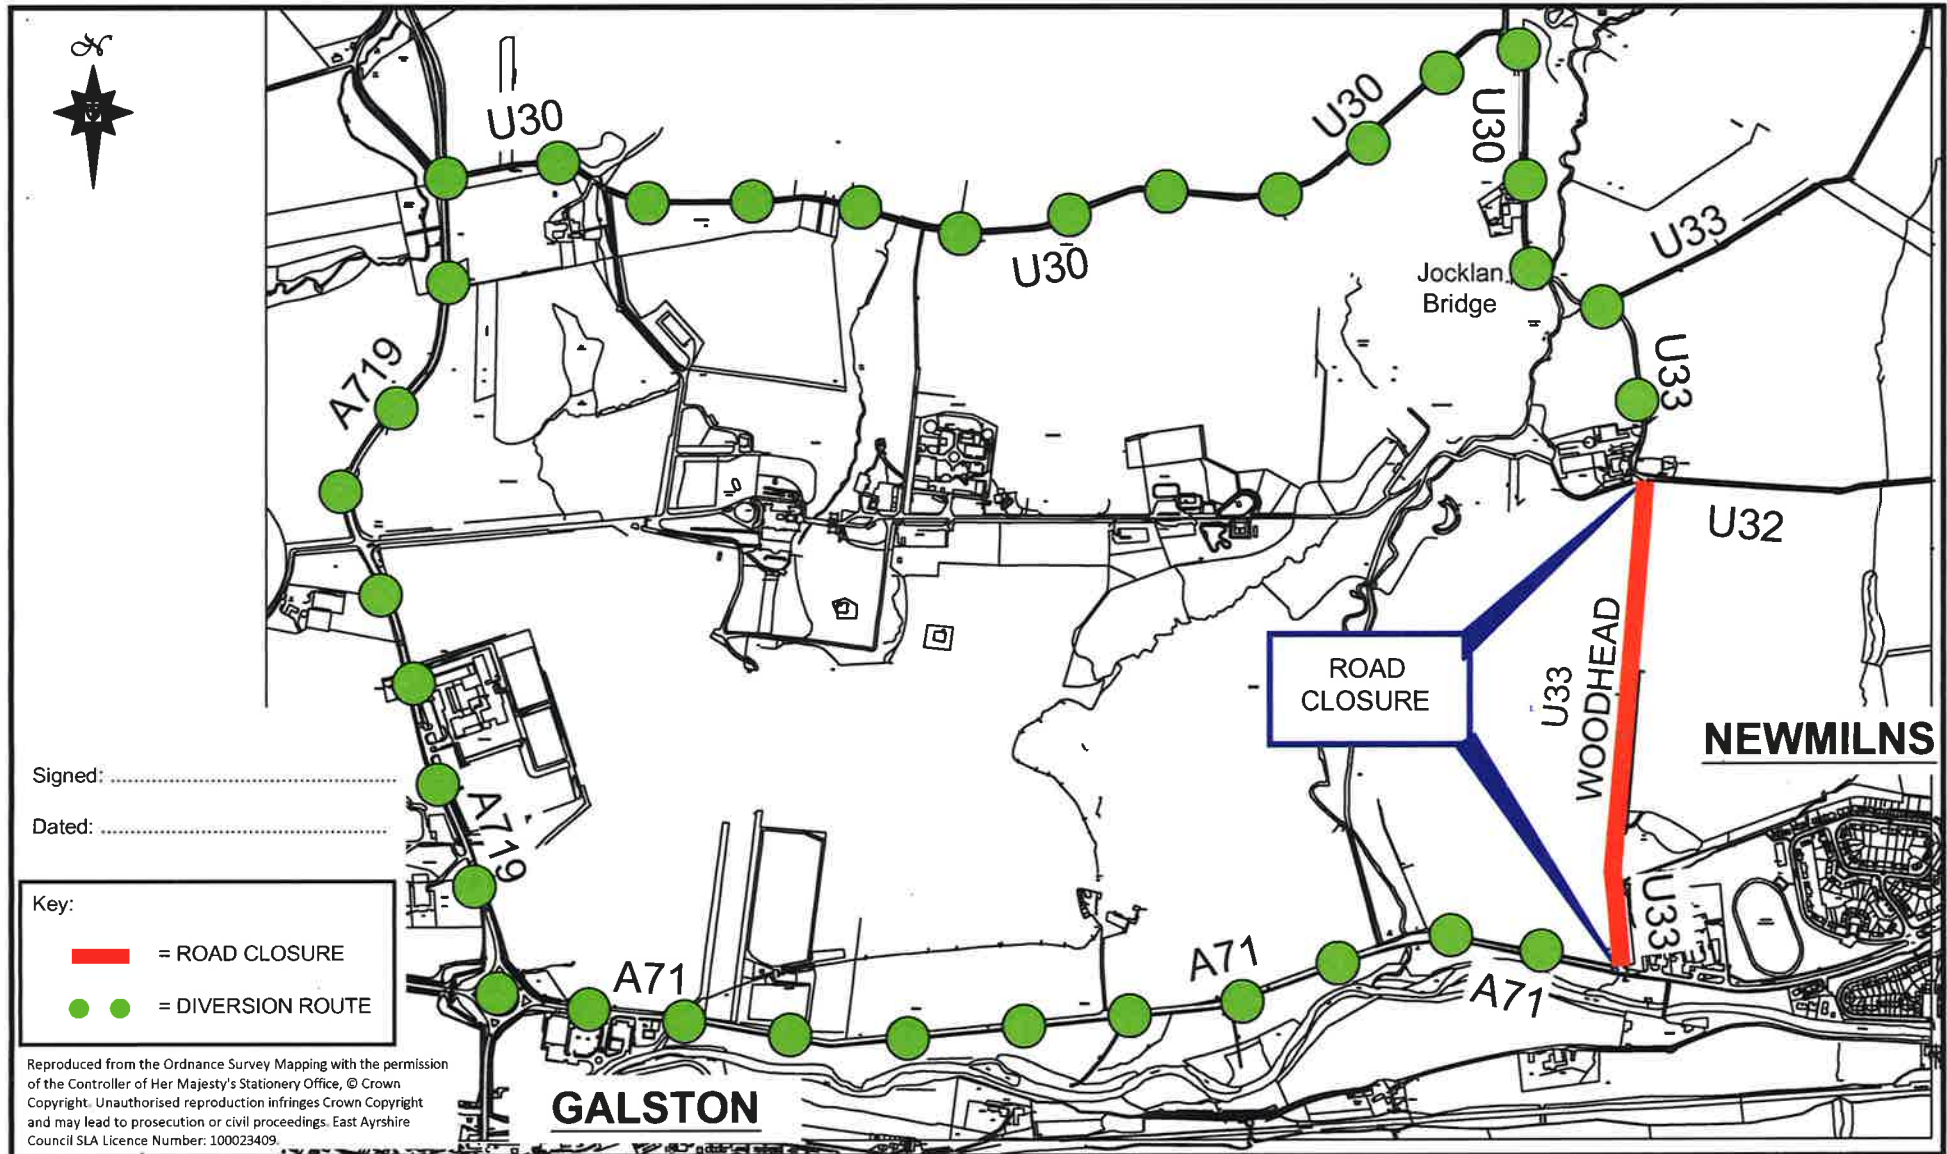 N
U30
U30
U30
U30
Jocklan
Bridge
U33
U33
A719
U32
ROAD
CLOSURE
U33
WOODHEAD
NEWMILNS
Signed: ........................................
Dated: ........................................
A719
U33
Key:
= ROAD CLOSURE
= DIVERSION ROUTE
A71
A71
A71
GALSTON
Reproduced from the Ordnance Survey Mapping with the permission
of the Controller of Her Majesty's Stationery Office, © Crown
Copyright. Unauthorised reproduction infringes Crown Copyright
and may lead to prosecution or civil proceedings. East Ayrshire
Council SLA Licence Number: 100023409.